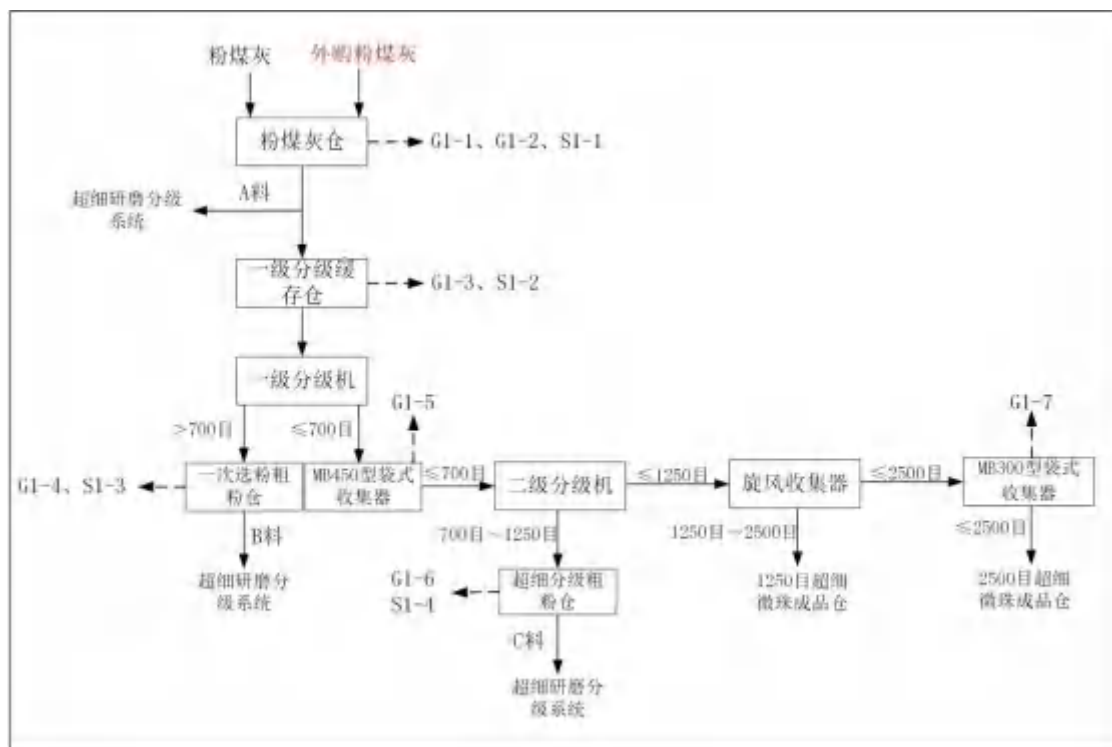 粉煤灰
外购粉煤灰
粉煤灰仓
G1-1、G1-2、S1-1
A料
超细研磨分级
系统
一级分级缓
存仓
G1-3、S1-2
一级分级机
G1-5
G1-7
>700目
≤700目
一次选粉粗
粉仓
G1-4、S1-3
MB450型袋式
收集器
≤700目
二级分级机
≤1250目
旋风收集器
≤2500目
MB300型袋式
收集器
B料
700目~1250目
1250目~2500目
≤2500目
超细研磨分
级系统
G1-6
S1-4
超细分级粗
粉仓
1250目超细
微珠成品仓
2500目超细
微珠成品仓
C料
超细研磨分
级系统